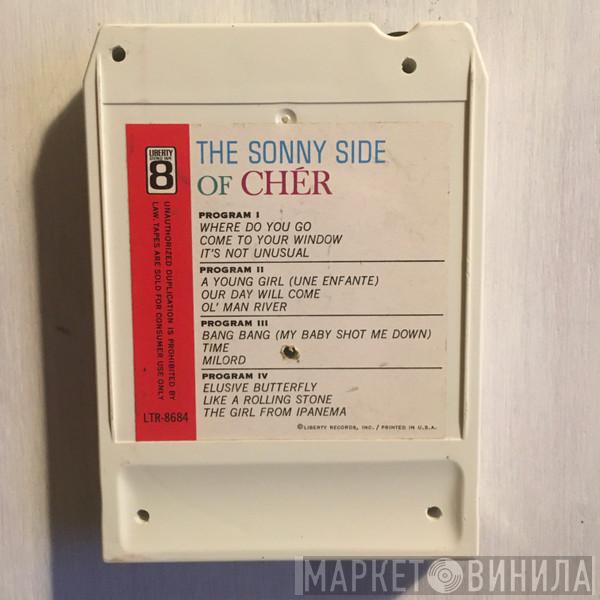 LIBERTY
STEREO TAPE
8
THE SONNY SIDE
OF CHÉR
PROGRAM I
WHERE DO YOU GO
COME TO YOUR WINDOW
IT'S NOT UNUSUAL
PROGRAM II
A YOUNG GIRL (UNE ENFANTE)
OUR DAY WILL COME
OL' MAN RIVER
PROGRAM III
BANG BANG (MY BABY SHOT ME DOWN)
TIME
MILORD
PROGRAM IV
ELUSIVE BUTTERFLY
LIKE A ROLLING STONE
THE GIRL FROM IPANEMA
UNAUTHORIZED DUPLICATION IS PROHIBITED BY
LAW. TAPES ARE SOLD FOR CONSUMER USE ONLY
LTR-8684
©LIBERTY RECORDS, INC. / PRINTED IN U.S.A.
МАРКЕТ ВИНИЛА